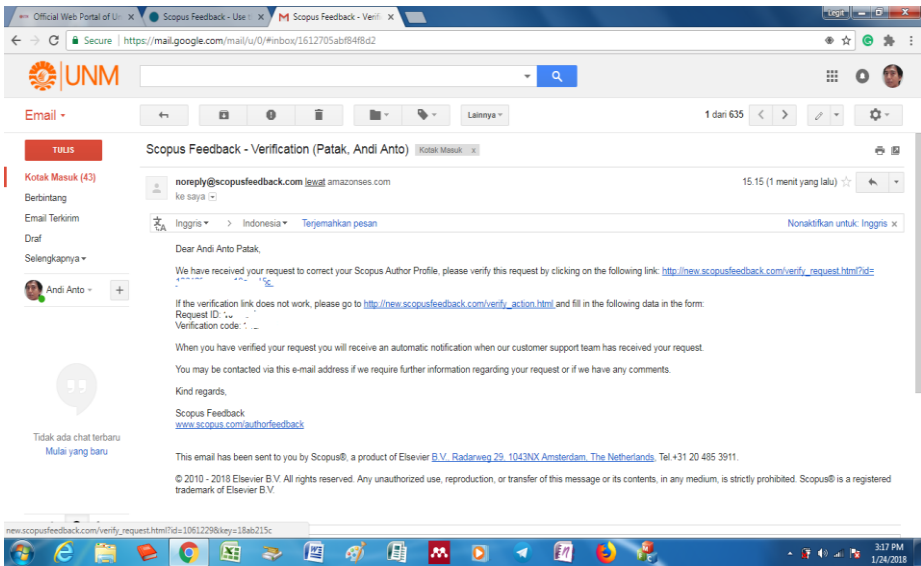 Official Web Portal of Un
Scopus Feedback - Use t
Scopus Feedback - Verifi
Legit
Secure
https://mail.google.com/mail/u/0/#inbox/1612705abf84f8d2
UNM
Email
Lainnya
1 dari 635
TULIS
Scopus Feedback - Verification (Patak, Andi Anto)
Kotak Masuk x
Kotak Masuk (43)
Berbintang
Email Terkirim
Draf
Selengkapnya
Andi Anto
noreply@scopusfeedback.com lewat amazonses.com
15.15 (1 menit yang lalu)
ke saya
Inggris > Indonesia Terjemahkan pesan
Nonaktifkan untuk: Inggris x
Dear Andi Anto Patak,
We have received your request to correct your Scopus Author Profile, please verify this request by clicking on the following link: http://new.scopusfeedback.com/verify_request.html?id=
If the verification link does not work, please go to http://new.scopusfeedback.com/verify_action.html and fill in the following data in the form:
Request ID:
Verification code:
When you have verified your request you will receive an automatic notification when our customer support team has received your request.
You may be contacted via this e-mail address if we require further information regarding your request or if we have any comments.
Kind regards,
Scopus Feedback
www.scopus.com/authorfeedback
This email has been sent to you by Scopus®, a product of Elsevier B.V., Radarweg 29, 1043NX Amsterdam, The Netherlands, Tel.+31 20 485 3911.
© 2010 - 2018 Elsevier B.V. All rights reserved. Any unauthorized use, reproduction, or transfer of this message or its contents, in any medium, is strictly prohibited. Scopus® is a registered
trademark of Elsevier B.V.
Tidak ada chat terbaru
Mulai yang baru
new.scopusfeedback.com/verify_request.html?id=1061229&key=18ab215c
3:17 PM
1/24/2018